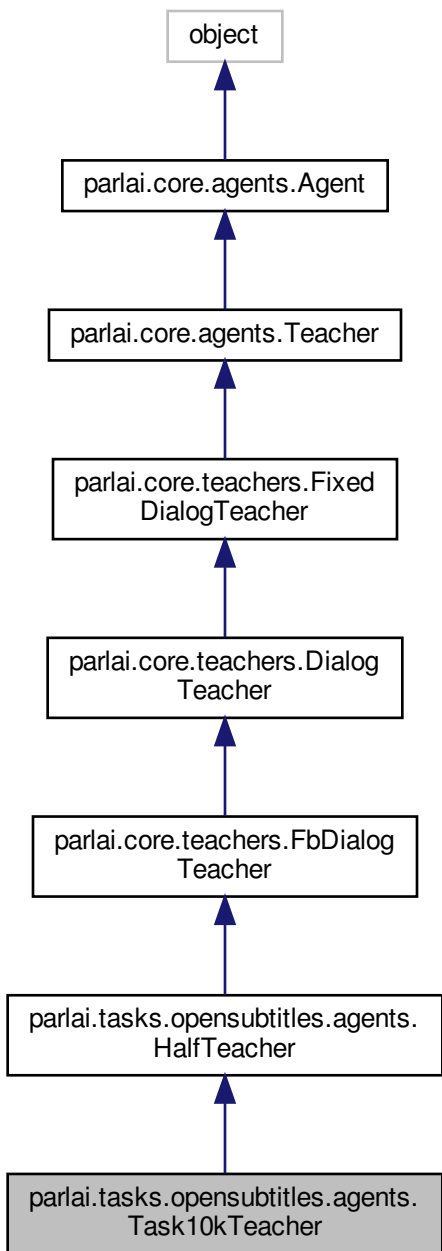 object
parlai.core.agents.Agent
parlai.core.agents.Teacher
parlai.core.teachers.Fixed
DialogTeacher
parlai.core.teachers.Dialog
Teacher
parlai.core.teachers.FbDialog
Teacher
parlai.tasks.opensubtitles.agents.
HalfTeacher
parlai.tasks.opensubtitles.agents.
Task10kTeacher